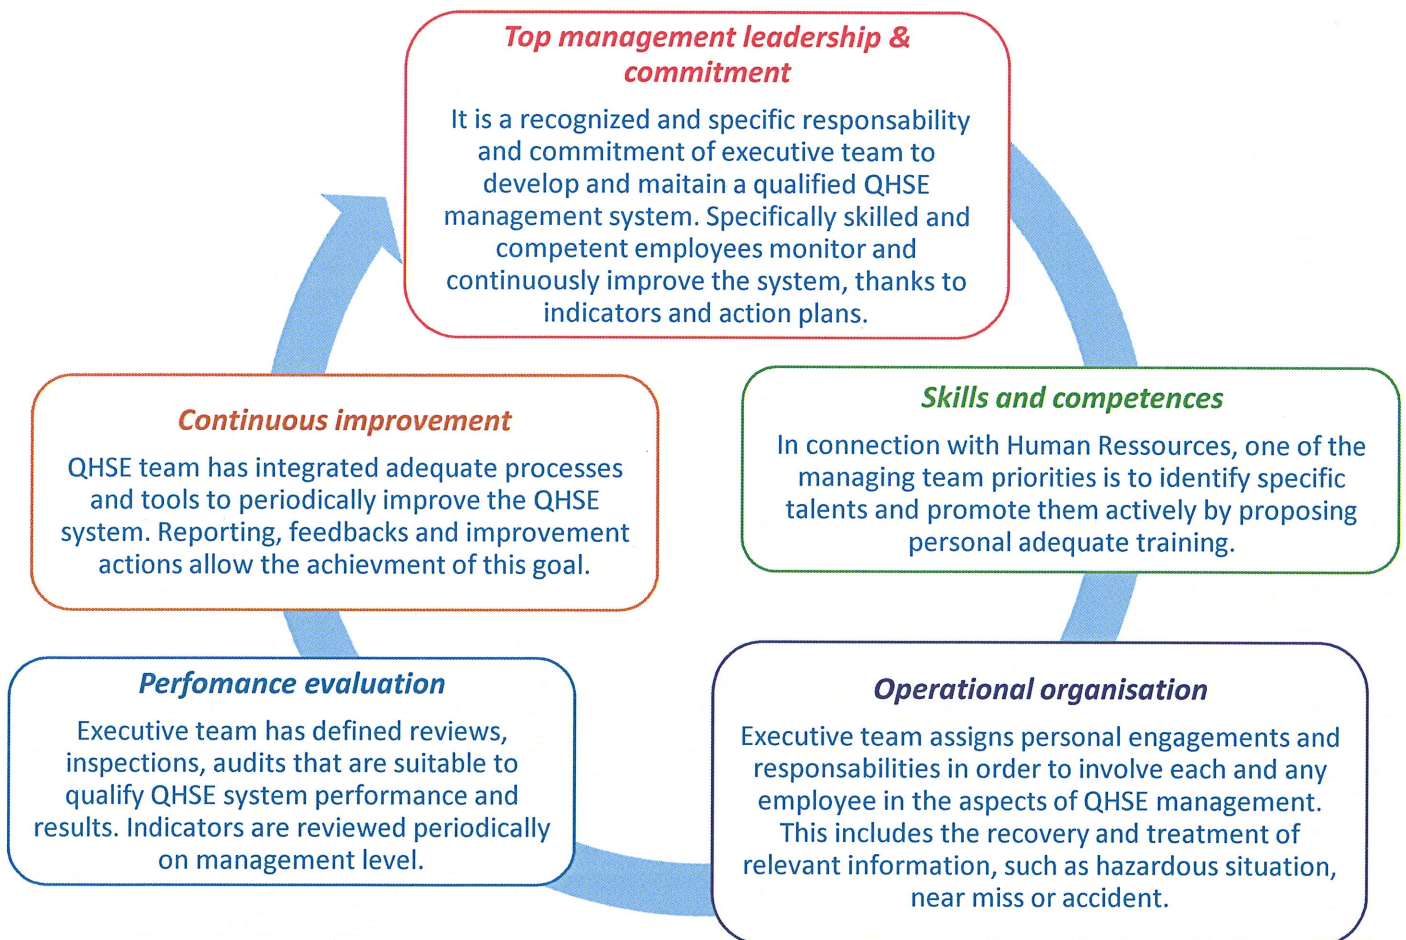 Top management leadership &
commitment
It is a recognized and specific responsability
and commitment of executive team to
develop and maitain a qualified QHSE
management system. Specifically skilled and
competent employees monitor and
continuously improve the system, thanks to
indicators and action plans.
Skills and competences
In connection with Human Ressources, one of the
managing team priorities is to identify specific
talents and promote them actively by proposing
personal adequate training.
Operational organisation
Executive team assigns personal engagements and
responsabilities in order to involve each and any
employee in the aspects of QHSE management.
This includes the recovery and treatment of
relevant information, such as hazardous situation,
near miss or accident.
Perfomance evaluation
Executive team has defined reviews,
inspections, audits that are suitable to
qualify QHSE system performance and
results. Indicators are reviewed periodically
on management level.
Continuous improvement
QHSE team has integrated adequate processes
and tools to periodically improve the QHSE
system. Reporting, feedbacks and improvement
actions allow the achievment of this goal.